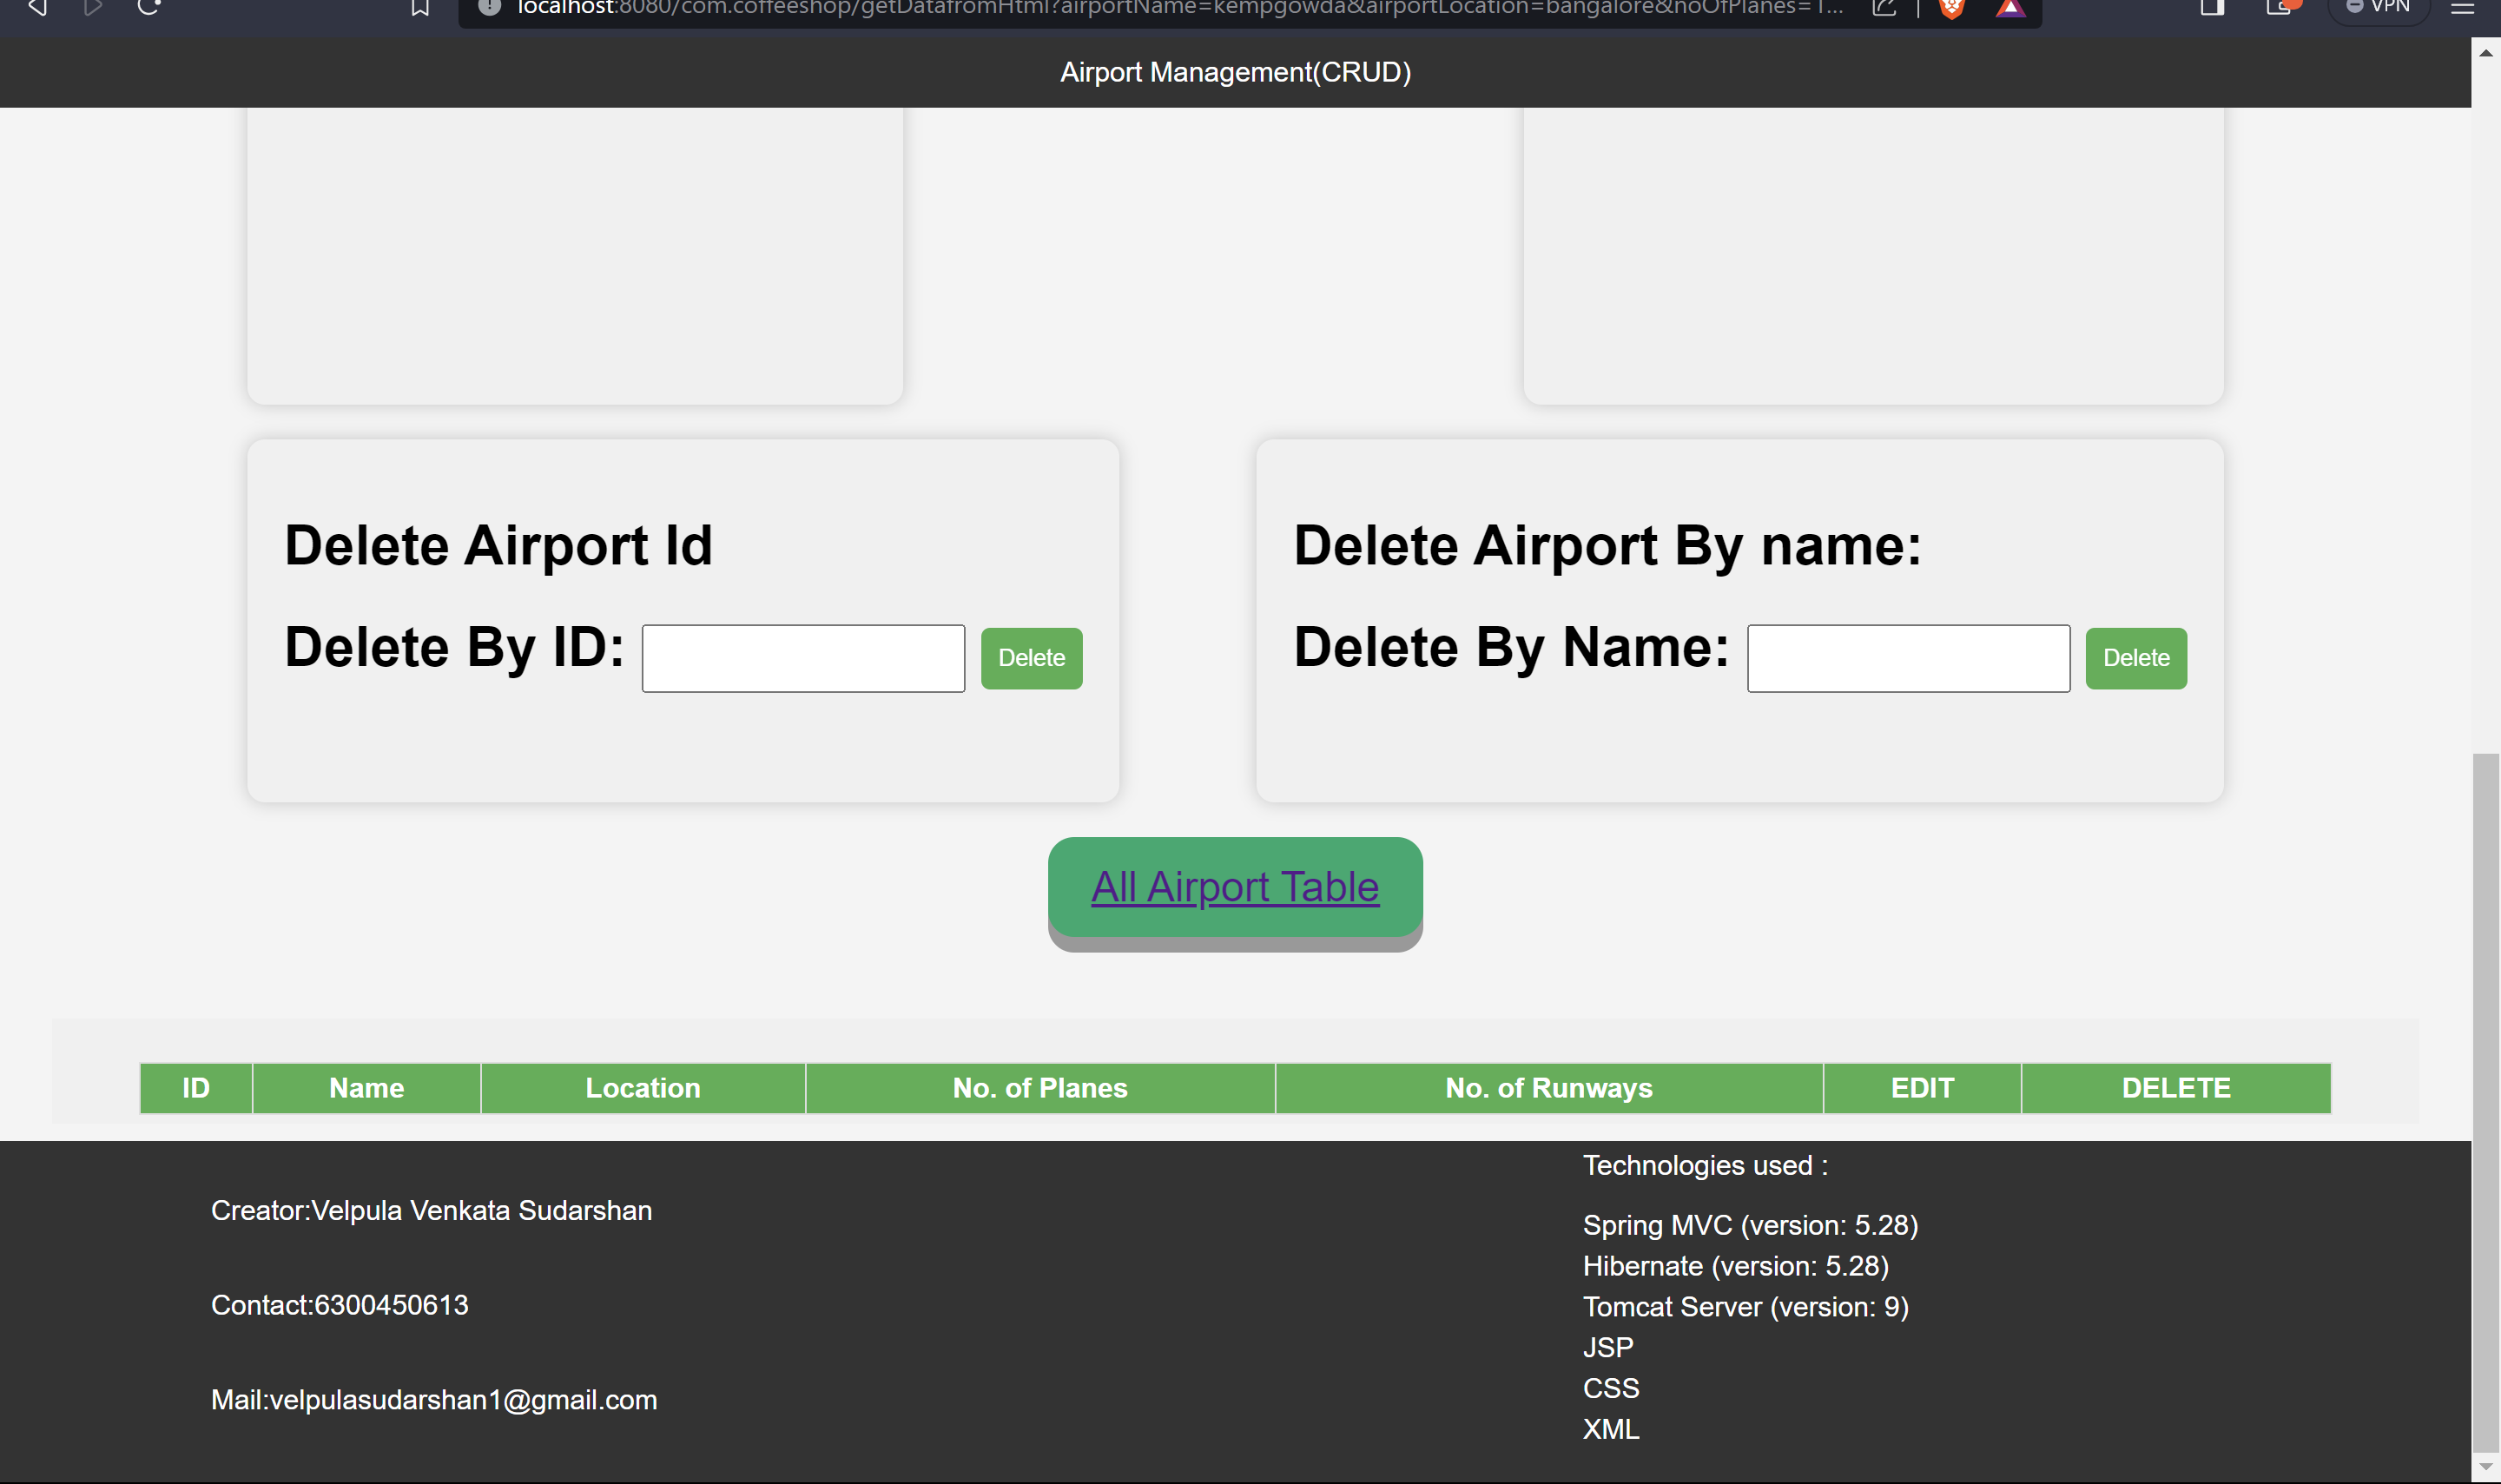 localhost:8080/com.coffeeshop/getDatafromHtml?airportName=kempgowda&airportLocation=bangalore&noOfPlanes=1...
VPN
Airport Management(CRUD)
Delete Airport Id
Delete By ID:
Delete
Delete Airport By name:
Delete By Name:
Delete
All Airport Table
ID Name Location No. of Planes No. of Runways EDIT DELETE
Creator:Velpula Venkata Sudarshan
Contact:6300450613
Mail:velpulasudarshan1@gmail.com
Technologies used :
Spring MVC (version: 5.28)
Hibernate (version: 5.28)
Tomcat Server (version: 9)
JSP
CSS
XML